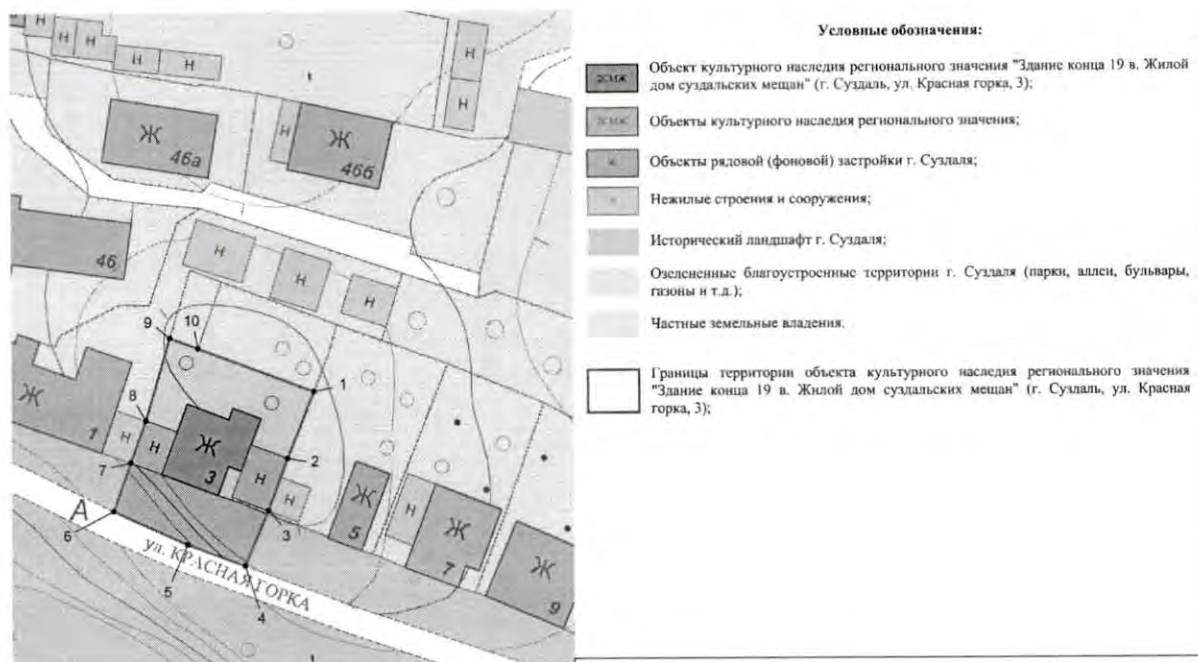 Н Н Н Н Н Н
Н
Ж
46а
Н
Ж
46б
46
Н
Н
Н
9
10
1
Ж
1
8
Н
Н
Ж
3
2
7
Н
Н
3
Ж
5
Н
Ж
7
Ж
9
6
А
ул. КРАСНАЯ ГОРКА
5
4
Условные обозначения:
Объект культурного наследия регионального значения "Здание конца 19 в. Жилой
дом суздальских мещан" (г. Суздаль, ул. Красная горка, 3);
Объекты культурного наследия регионального значения;
Ж
Объекты рядовой (фоновой) застройки г. Суздаля;
Нежилые строения и сооружения;
Исторический ландшафт г. Суздаля;
Озелененные благоустроенные территории г. Суздаля (парки, аллеи, бульвары,
газоны и т.д.);
Частные земельные владения.
Границы территории объекта культурного наследия регионального значения
"Здание конца 19 в. Жилой дом суздальских мещан" (г. Суздаль, ул. Красная
горка, 3);